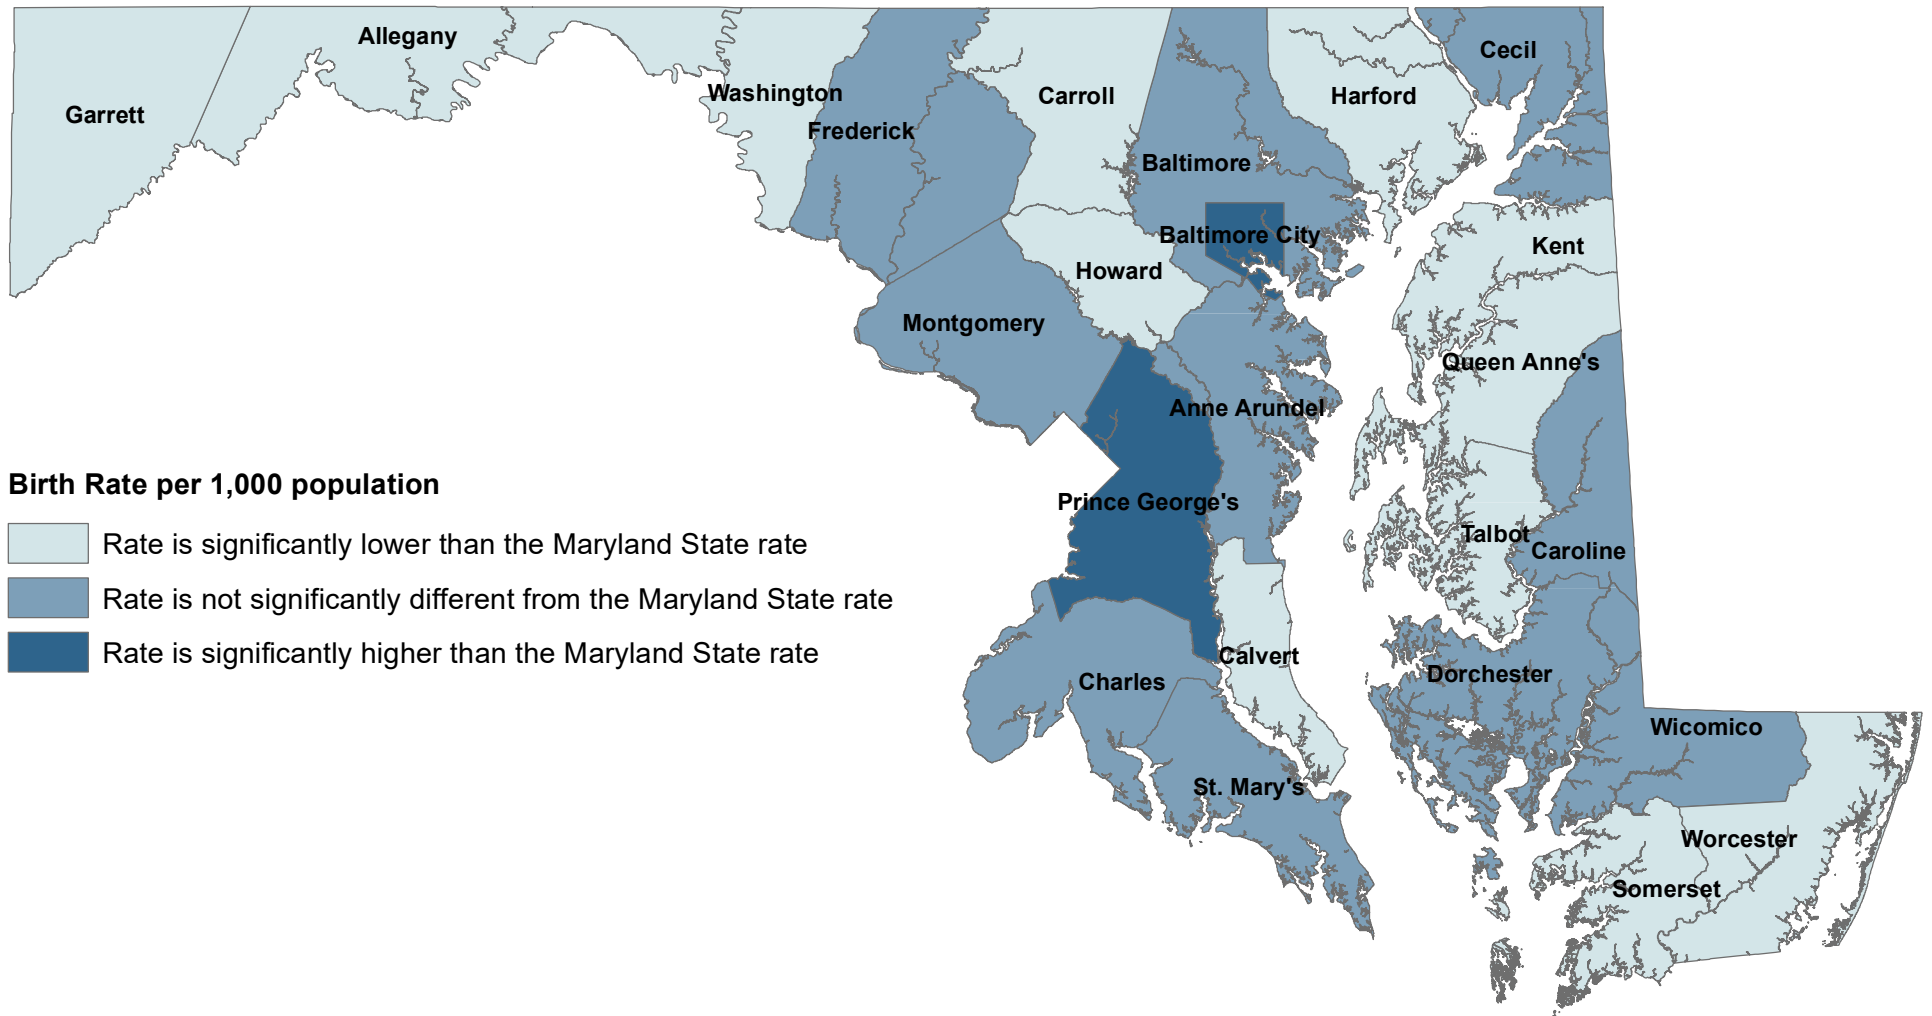 Allegany
Cecil
Washington
Carroll
Harford
Garrett
Frederick
Baltimore
Baltimore City
Kent
Howard
Montgomery
Queen Anne's
Anne Arundel
Birth Rate per 1,000 population
Prince George's
Rate is significantly lower than the Maryland State rate
Talbot
Caroline
Rate is not significantly different from the Maryland State rate
Rate is significantly higher than the Maryland State rate
Calvert
Charles
Dorchester
Wicomico
St. Mary's
Worcester
Somerset